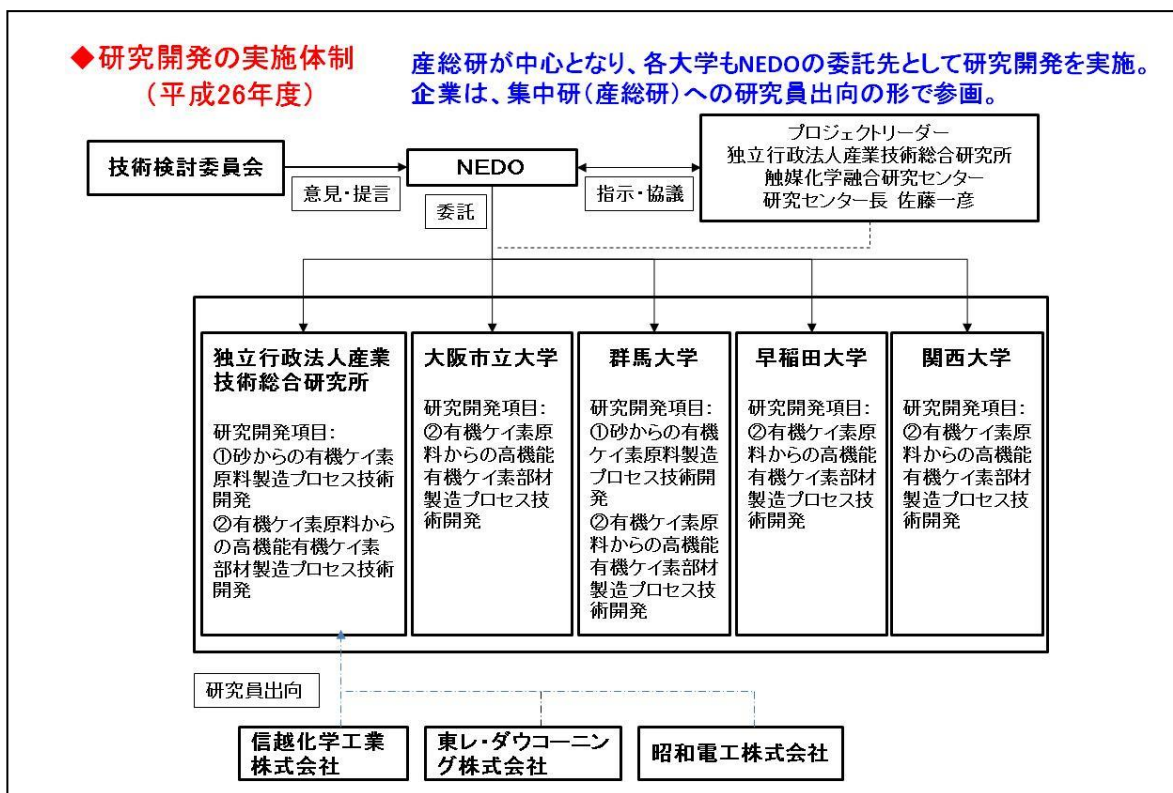 ◆研究開発の実施体制
（平成26年度）
産総研が中心となり、各大学もNEDOの委託先として研究開発を実施。
企業は、集中研（産総研）への研究員出向の形で参画。
技術検討委員会
意見・提言
NEDO
委託
指示・協議
プロジェクトリーダー
独立行政法人産業技術総合研究所
触媒化学融合研究センター
研究センター長 佐藤一彦
独立行政法人産業
技術総合研究所
研究開発項目：
①砂からの有機ケイ素
原料製造プロセス技術
開発
②有機ケイ素原料から
の高機能有機ケイ素
部材製造プロセス技術
開発
大阪市立大学
研究開発項目：
②有機ケイ素原
料からの高機能
有機ケイ素部材
製造プロセス技
術開発
群馬大学
研究開発項目：
①砂からの有機
ケイ素原料製造
プロセス技術開
発
②有機ケイ素原
料からの高機能
有機ケイ素部材
製造プロセス技
術開発
早稲田大学
研究開発項目：
②有機ケイ素原
料からの高機能
有機ケイ素部材
製造プロセス技
術開発
関西大学
研究開発項目：
②有機ケイ素原
料からの高機能
有機ケイ素部材
製造プロセス技
術開発
研究員出向
信越化学工業
株式会社
東レ・ダウコーニン
グ株式会社
昭和電工株式会社